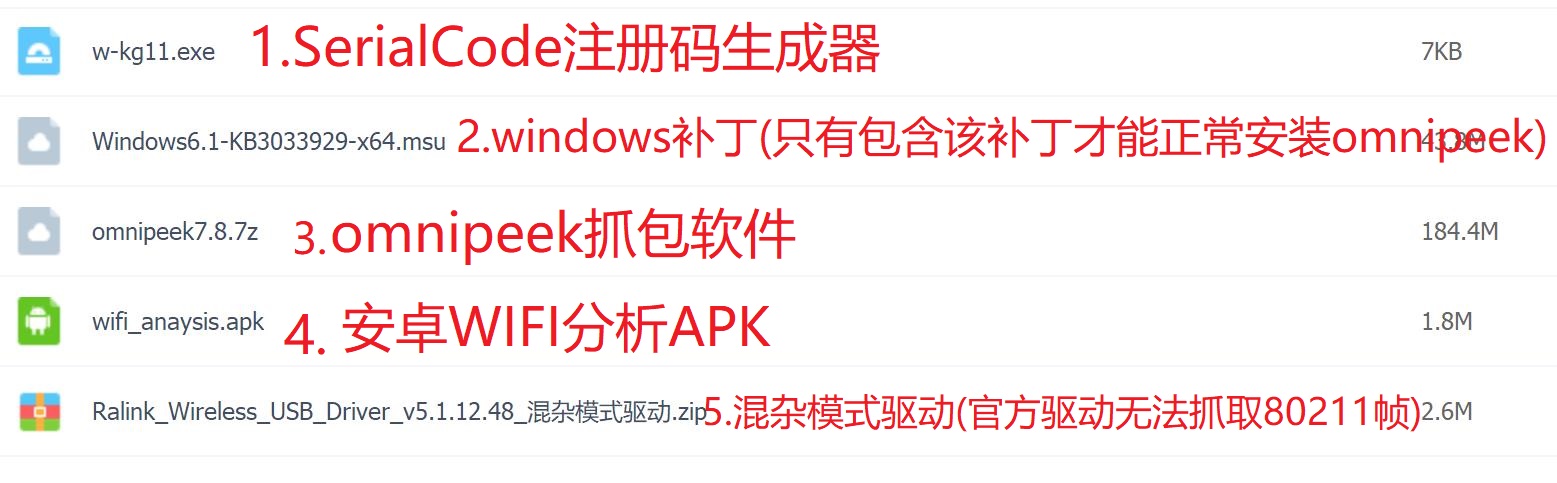 w-kg11.exe 1.SerialCode注册码生成器 7KB
Windows6.1-KB3033929-x64.msu 2.windows补丁(只有包含该补丁才能正常安装omnipeek) 43.8M
omnipeek7.8.7z 3.omnipeek抓包软件 184.4M
wifi_anaysis.apk 4. 安卓WIFI分析APK 1.8M
Ralink_Wireless_USB_Driver_v5.1.12.48_混杂模式驱动.zip 5.混杂模式驱动(官方驱动无法抓取80211帧) 2.6M